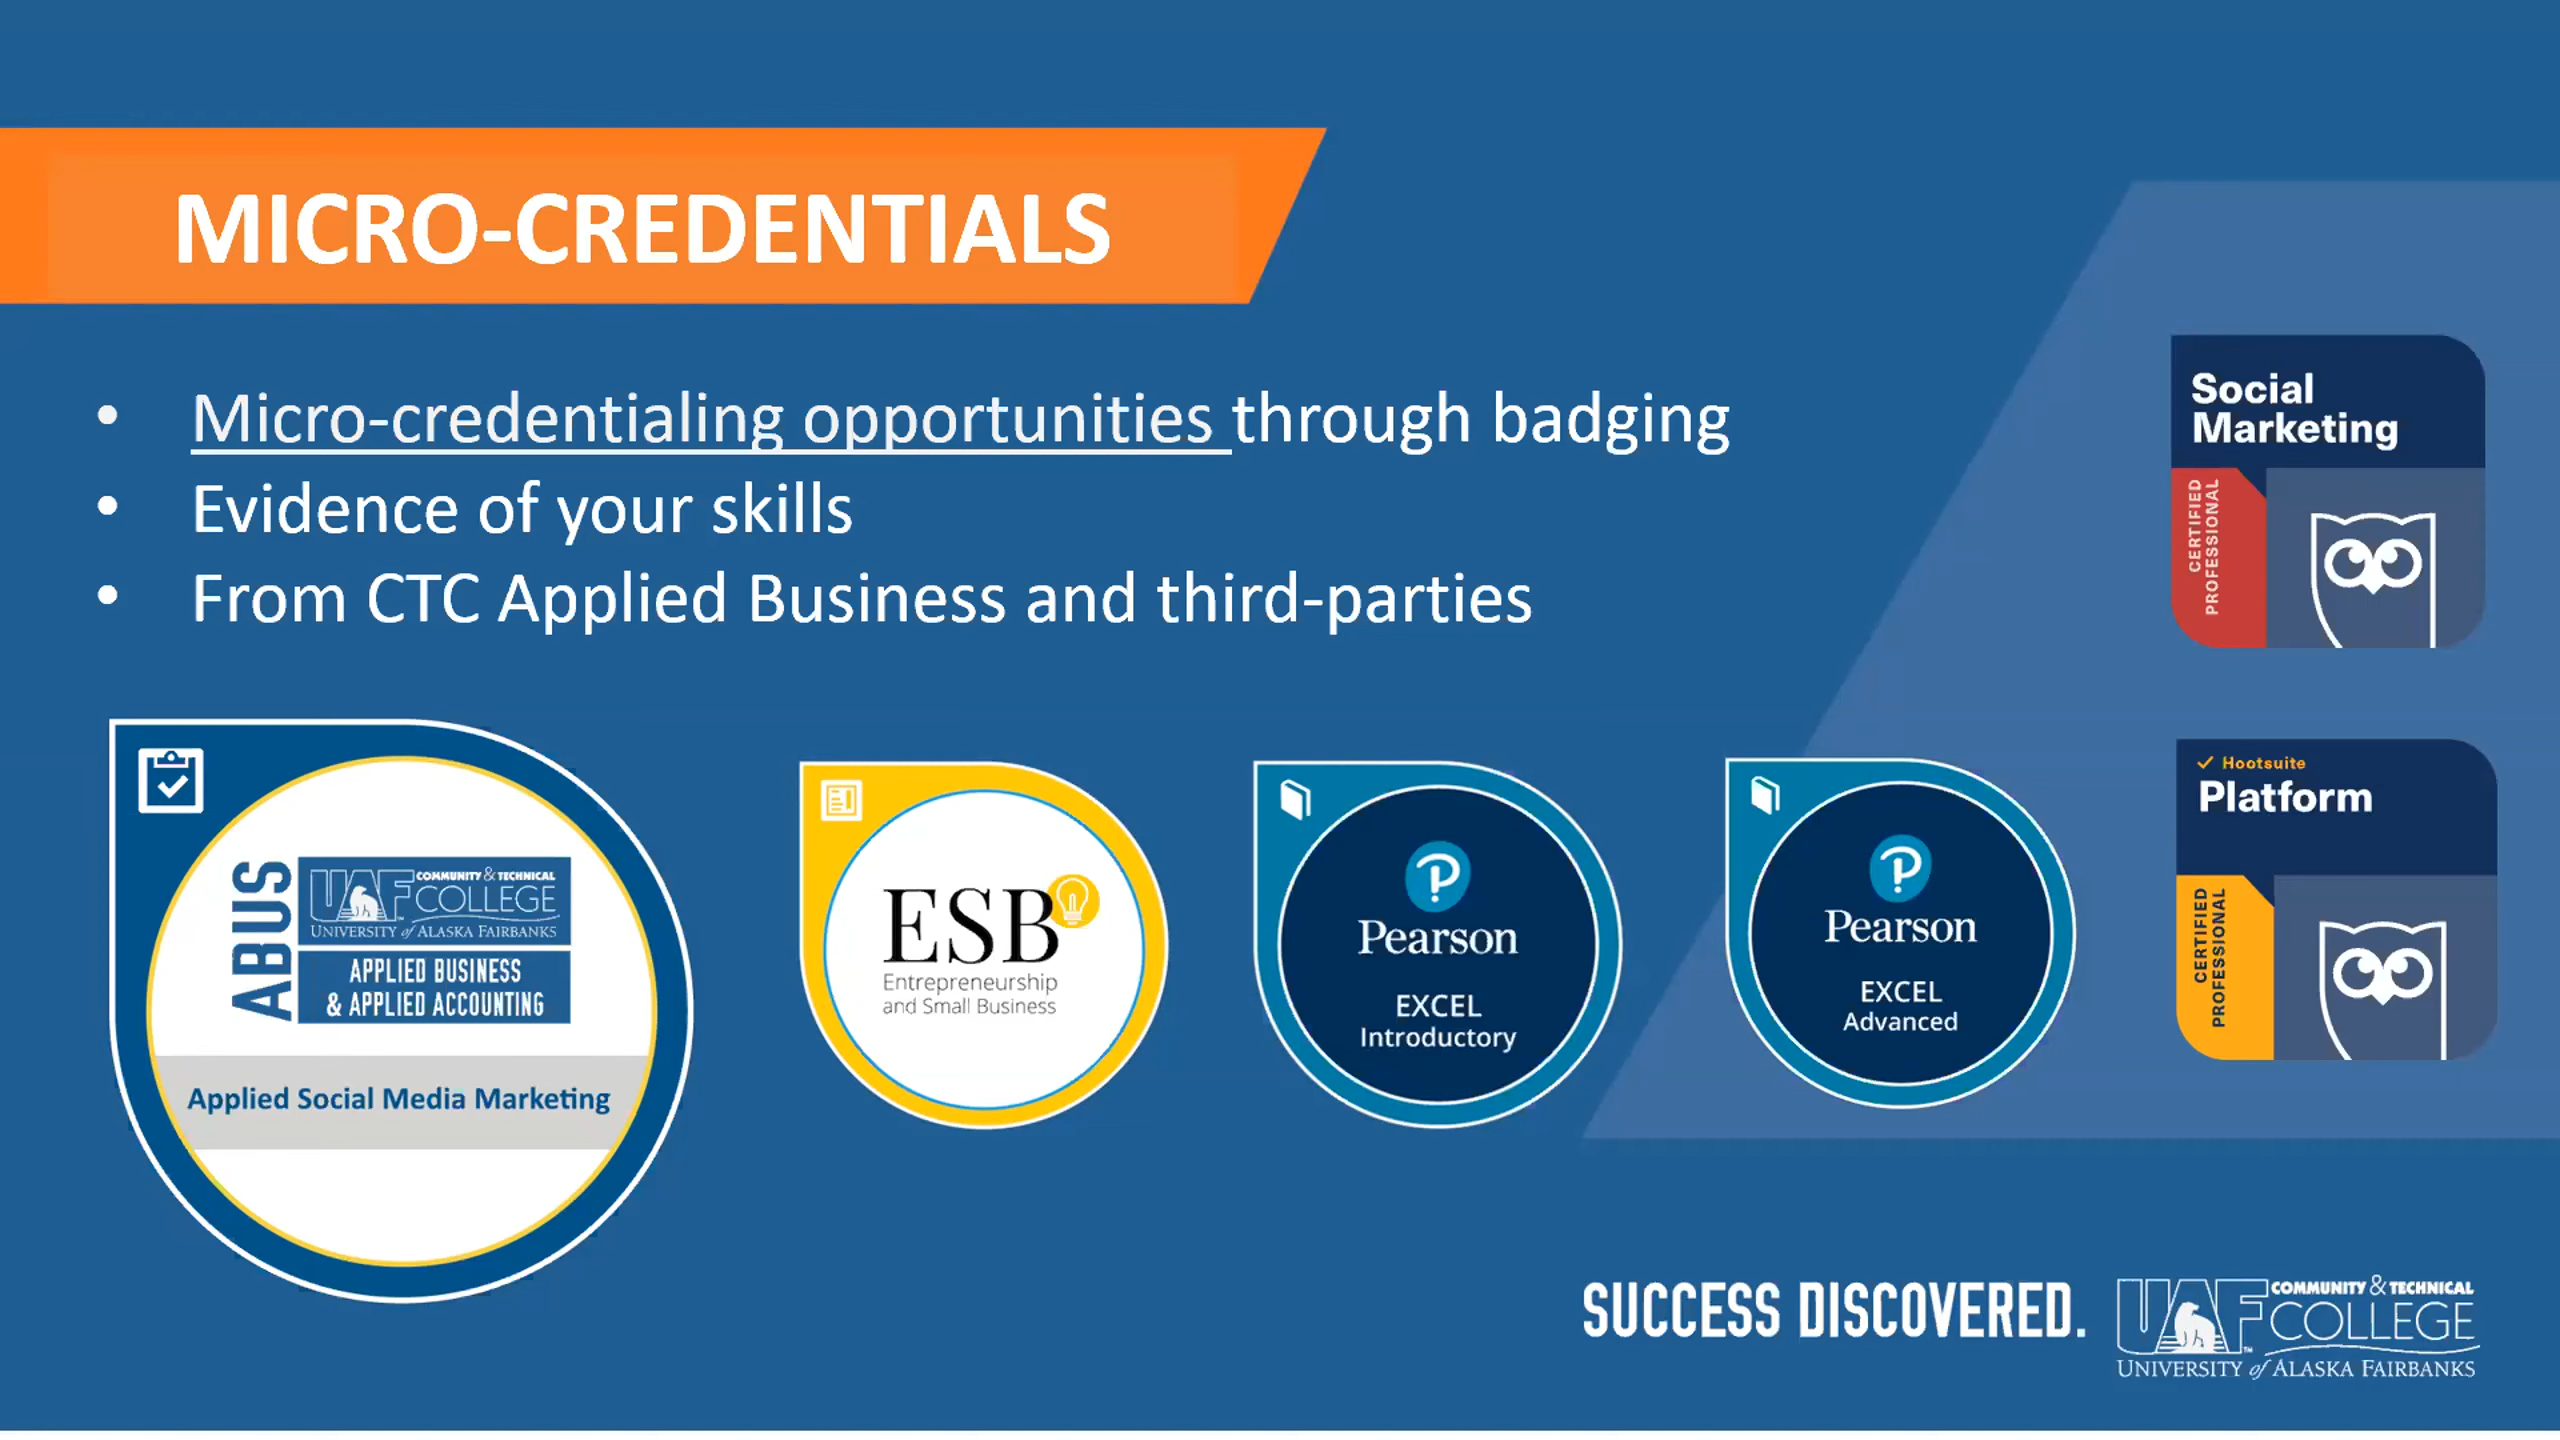 MICRO-CREDENTIALS
• Micro-credentialing opportunities through badging
• Evidence of your skills
• From CTC Applied Business and third-parties
Social
Marketing
CERTIFIED
PROFESSIONAL
ABUS
UAF COMMUNITY & TECHNICAL
COLLEGE
UNIVERSITY of ALASKA FAIRBANKS
APPLIED BUSINESS
& APPLIED ACCOUNTING
Applied Social Media Marketing
ESB
Entrepreneurship
and Small Business
Pearson
EXCEL
Introductory
Pearson
EXCEL
Advanced
Hootsuite
Platform
CERTIFIED
PROFESSIONAL
SUCCESS DISCOVERED.
UAF COMMUNITY & TECHNICAL
COLLEGE
UNIVERSITY of ALASKA FAIRBANKS